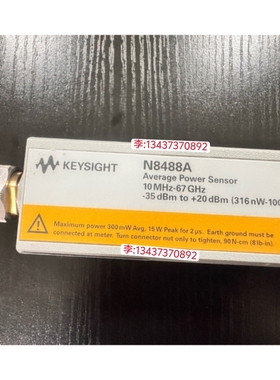 李:13437370892
KEYSIGHT
N8488A
Average Power Sensor
10 MHz-67 GHz
-35 dBm to +20 dBm (316 nW-100
Maximum power 300 mW Avg, 15 W Peak for 2 µs. Earth ground must be
connected at meter. Turn connector nut only to tighten, 90 N-cm (8 lb-in)
李:13437370892
李:13437370892